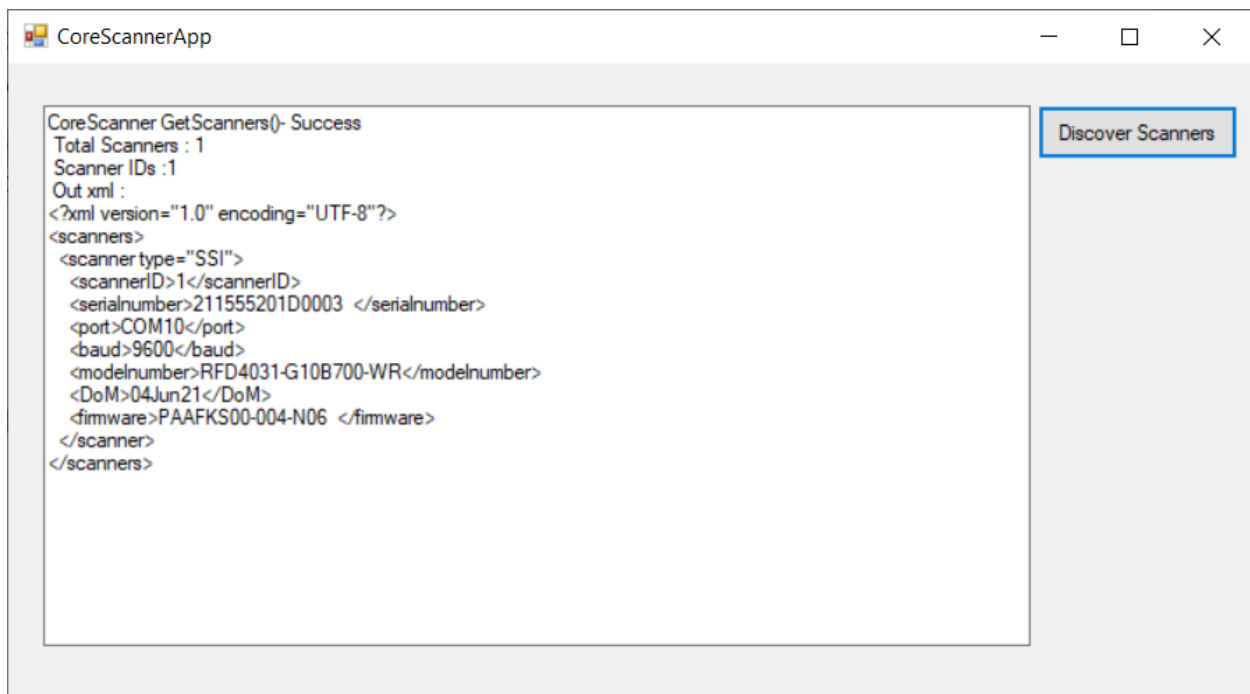 CoreScannerApp
CoreScanner GetScanners()- Success
Total Scanners : 1
Scanner IDs :1
Out xml :
<?xml version="1.0" encoding="UTF-8"?>
<scanners>
<scanner type="SSI">
<scannerID>1</scannerID>
<serialnumber>211555201D0003  </serialnumber>
<port>COM10</port>
<baud>9600</baud>
<modelnumber>RFD4031-G10B700-WR</modelnumber>
<DoM>04Jun21</DoM>
<firmware>PAAFKS00-004-N06  </firmware>
</scanner>
</scanners>
Discover Scanners